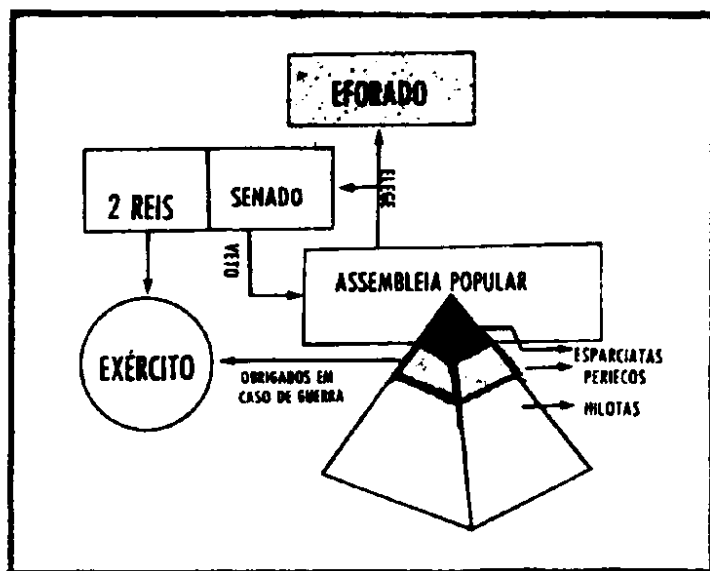 EFORADO
2 REIS
SENADO
ELEGE
VETO
ASSEMBLEIA POPULAR
EXÉRCITO
OBRIGADOS EM
CASO DE GUERRA
ESPARCIATAS
PERIECOS
HILOTAS